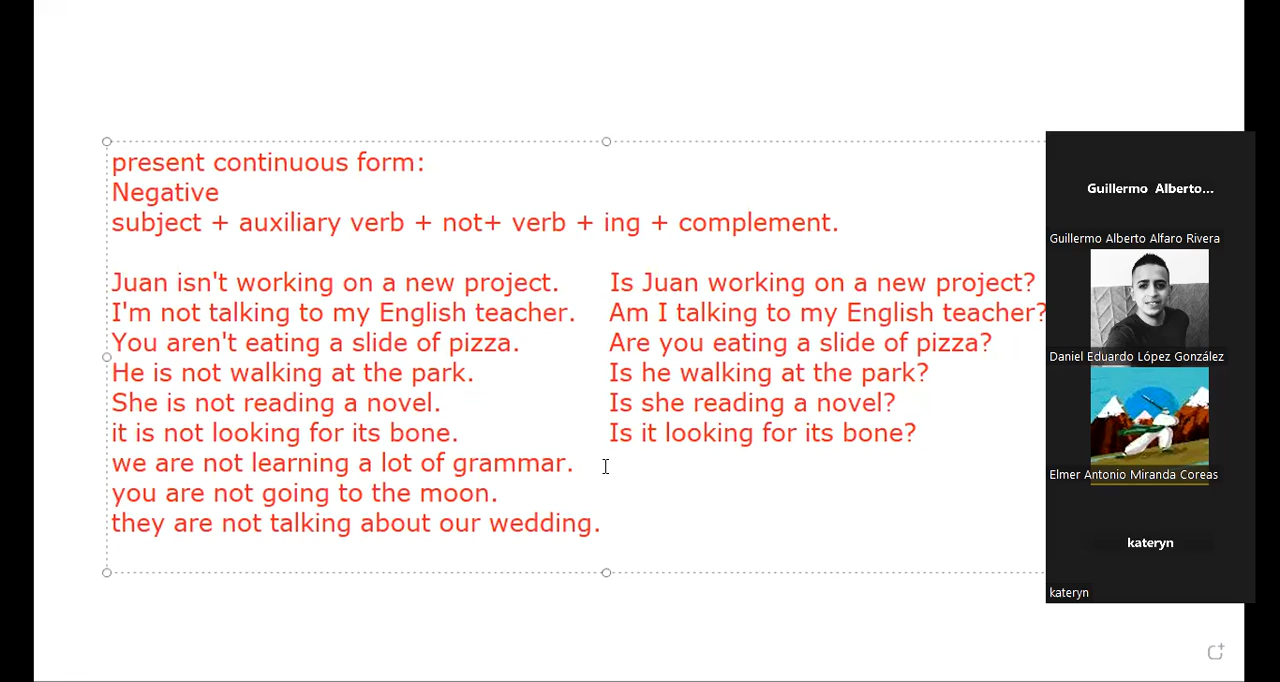 present continuous form:
Negative
subject + auxiliary verb + not+ verb + ing + complement.
Juan isn't working on a new project.
I'm not talking to my English teacher.
You aren't eating a slide of pizza.
He is not walking at the park.
She is not reading a novel.
it is not looking for its bone.
we are not learning a lot of grammar.
you are not going to the moon.
they are not talking about our wedding.
Is Juan working on a new project?
Am I talking to my English teacher?
Are you eating a slide of pizza?
Is he walking at the park?
Is she reading a novel?
Is it looking for its bone?
Guillermo Alberto...
Guillermo Alberto Alfaro Rivera
Daniel Eduardo López González
Elmer Antonio Miranda Coreas
kateryn
kateryn